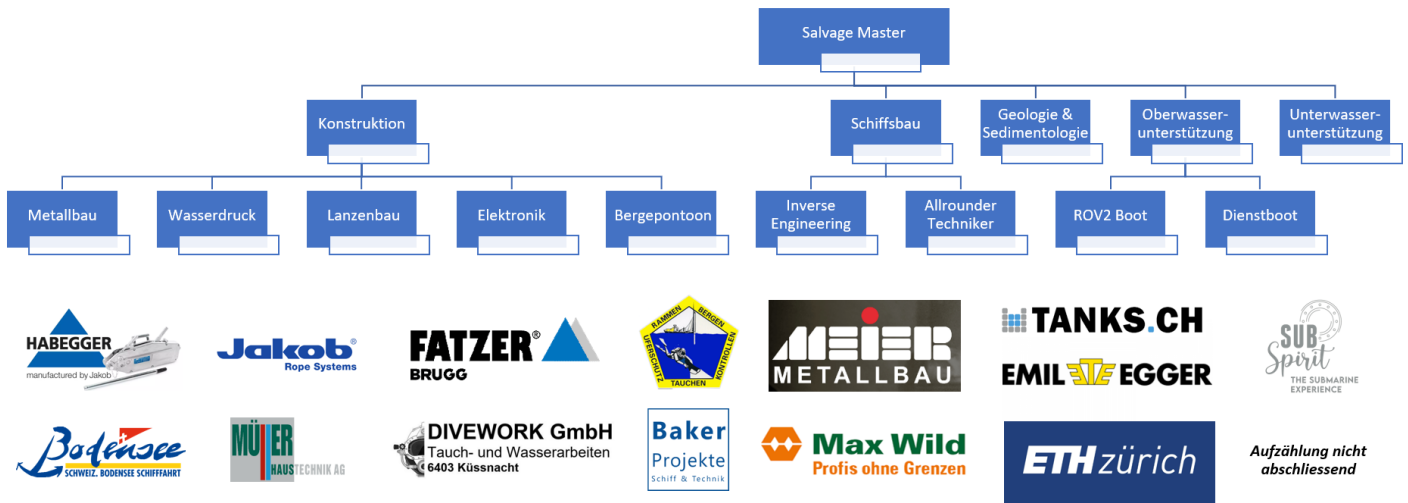 Salvage Master
Konstruktion
Schiffsbau
Geologie &
Sedimentologie
Oberwasser-
unterstützung
Unterwasser-
unterstützung
Metallbau
Wasserdruck
Lanzenbau
Elektronik
Bergepontoon
Inverse
Engineering
Allrounder
Techniker
ROV2 Boot
Dienstboot
HABEGGER
manufactured by Jakob
Jakob®
Rope Systems
FATZER®
BRUGG
RAMMEN
BERGEN
UFERSCHUTZ
KONTROLLEN
TAUCHEN
MEIER
METALLBAU
TANKS.CH
EMIL EGGER
SUB
Spirit
THE SUBMARINE
EXPERIENCE
Bodensee
SCHWEIZ. BODENSEE SCHIFFFAHRT
MÜLLER
HAUSTECHNIK AG
DIVEWORK GmbH
Tauch- und Wasserarbeiten
6403 Küssnacht
Baker
Projekte
Schiff & Technik
Max Wild
Profis ohne Grenzen
ETH zürich
Aufzählung nicht
abschliessend